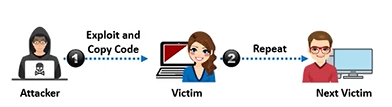 Exploit and
Copy Code
1
2
Repeat
Attacker
Victim
Next Victim